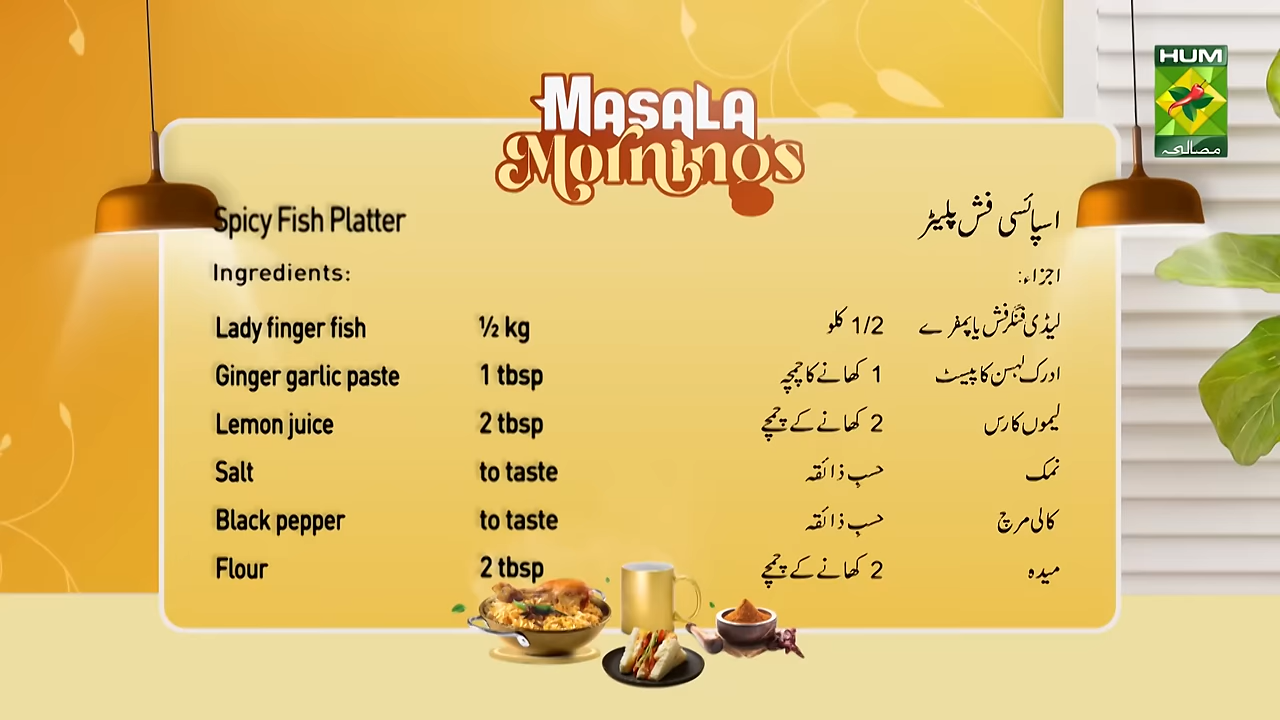 HUM
مصالحہ
MASALA
Mornings
Spicy Fish Platter اسپائسی فش پلیٹر
Ingredients: اجزاء:
Lady finger fish ½ kg لیڈی فنگر فش یا پمفرے 1/2 کلو
Ginger garlic paste 1 tbsp ادرک لہسن کا پیسٹ 1 کھانے کا چمچہ
Lemon juice 2 tbsp لیموں کا رس 2 کھانے کے چمچے
Salt to taste نمک حسبِ ذائقہ
Black pepper to taste کالی مرچ حسبِ ذائقہ
Flour 2 tbsp میدہ 2 کھانے کے چمچے